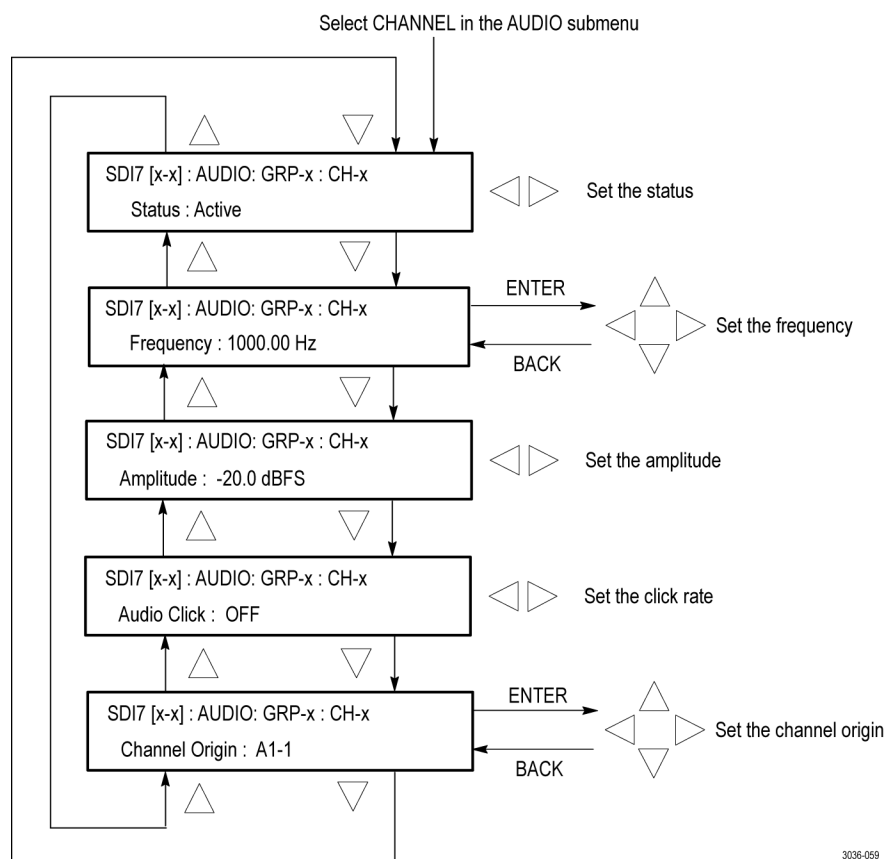 Select CHANNEL in the AUDIO submenu
SDI7 [x-x] : AUDIO: GRP-x : CH-x
Status : Active
Set the status
SDI7 [x-x] : AUDIO: GRP-x : CH-x
Frequency : 1000.00 Hz
ENTER
BACK
Set the frequency
SDI7 [x-x] : AUDIO: GRP-x : CH-x
Amplitude : -20.0 dBFS
Set the amplitude
SDI7 [x-x] : AUDIO: GRP-x : CH-x
Audio Click : OFF
Set the click rate
SDI7 [x-x] : AUDIO: GRP-x : CH-x
Channel Origin : A1-1
ENTER
BACK
Set the channel origin
3036-059